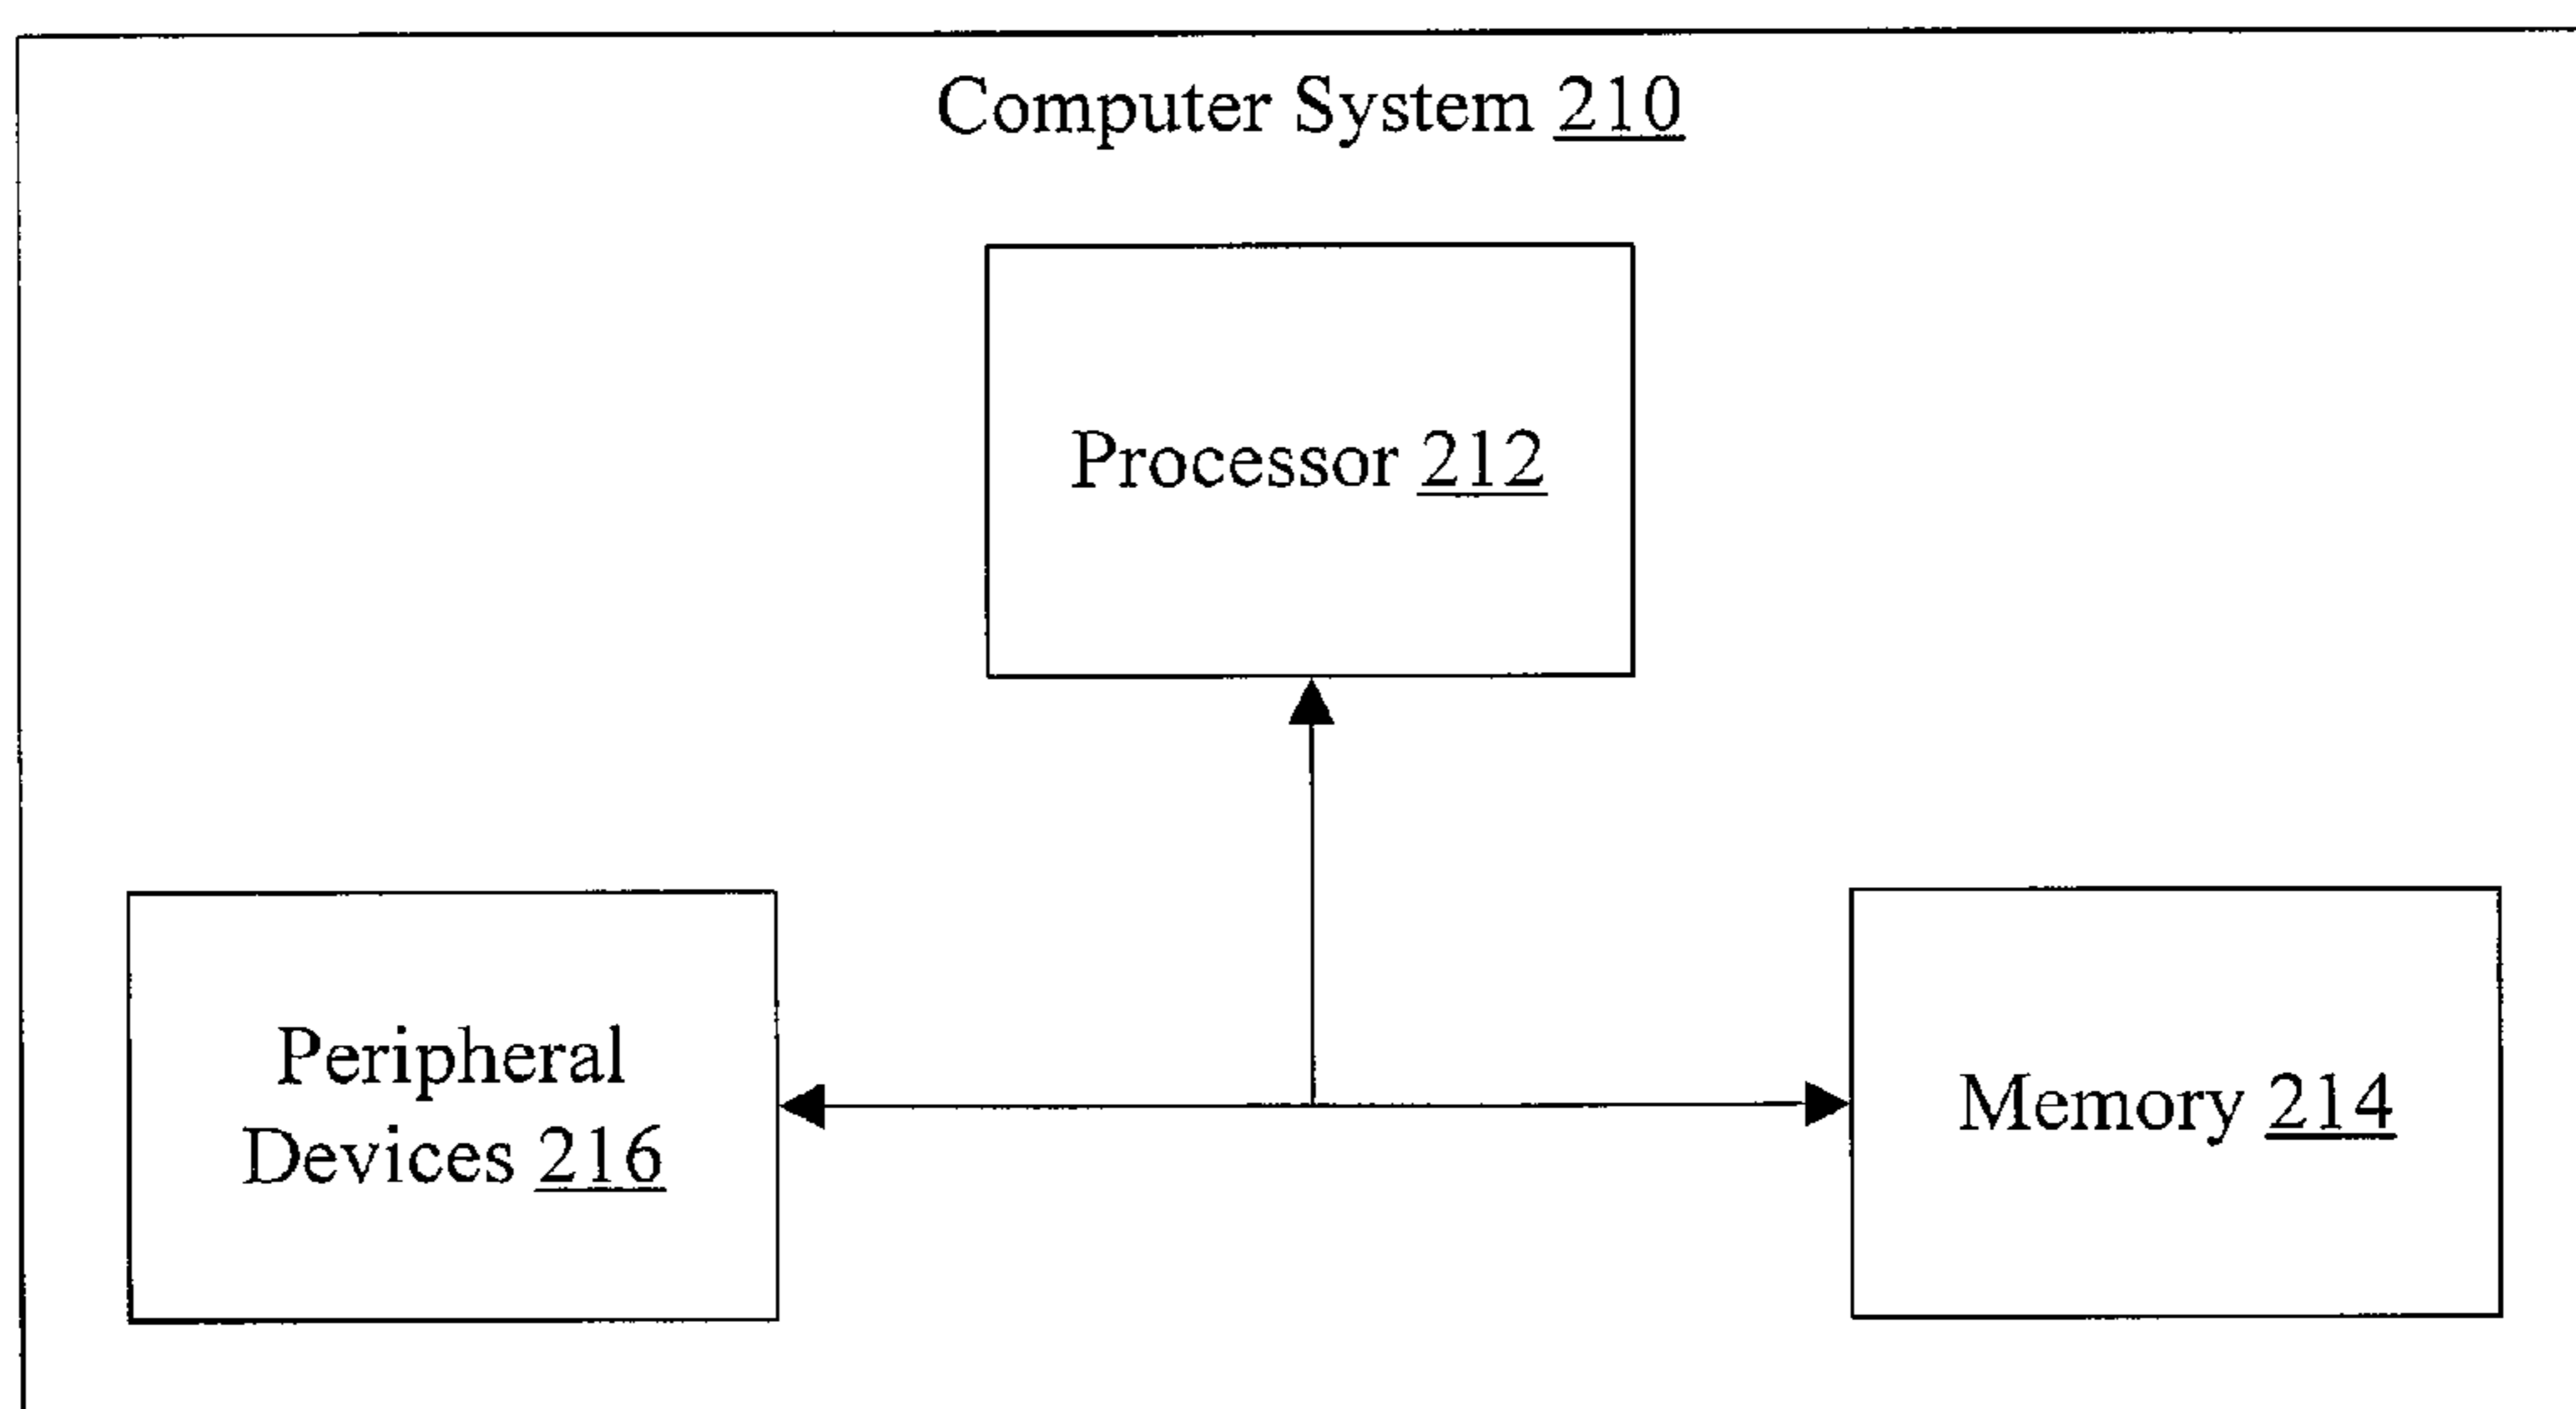 Computer System 210
Processor 212
Peripheral
Devices 216
Memory 214